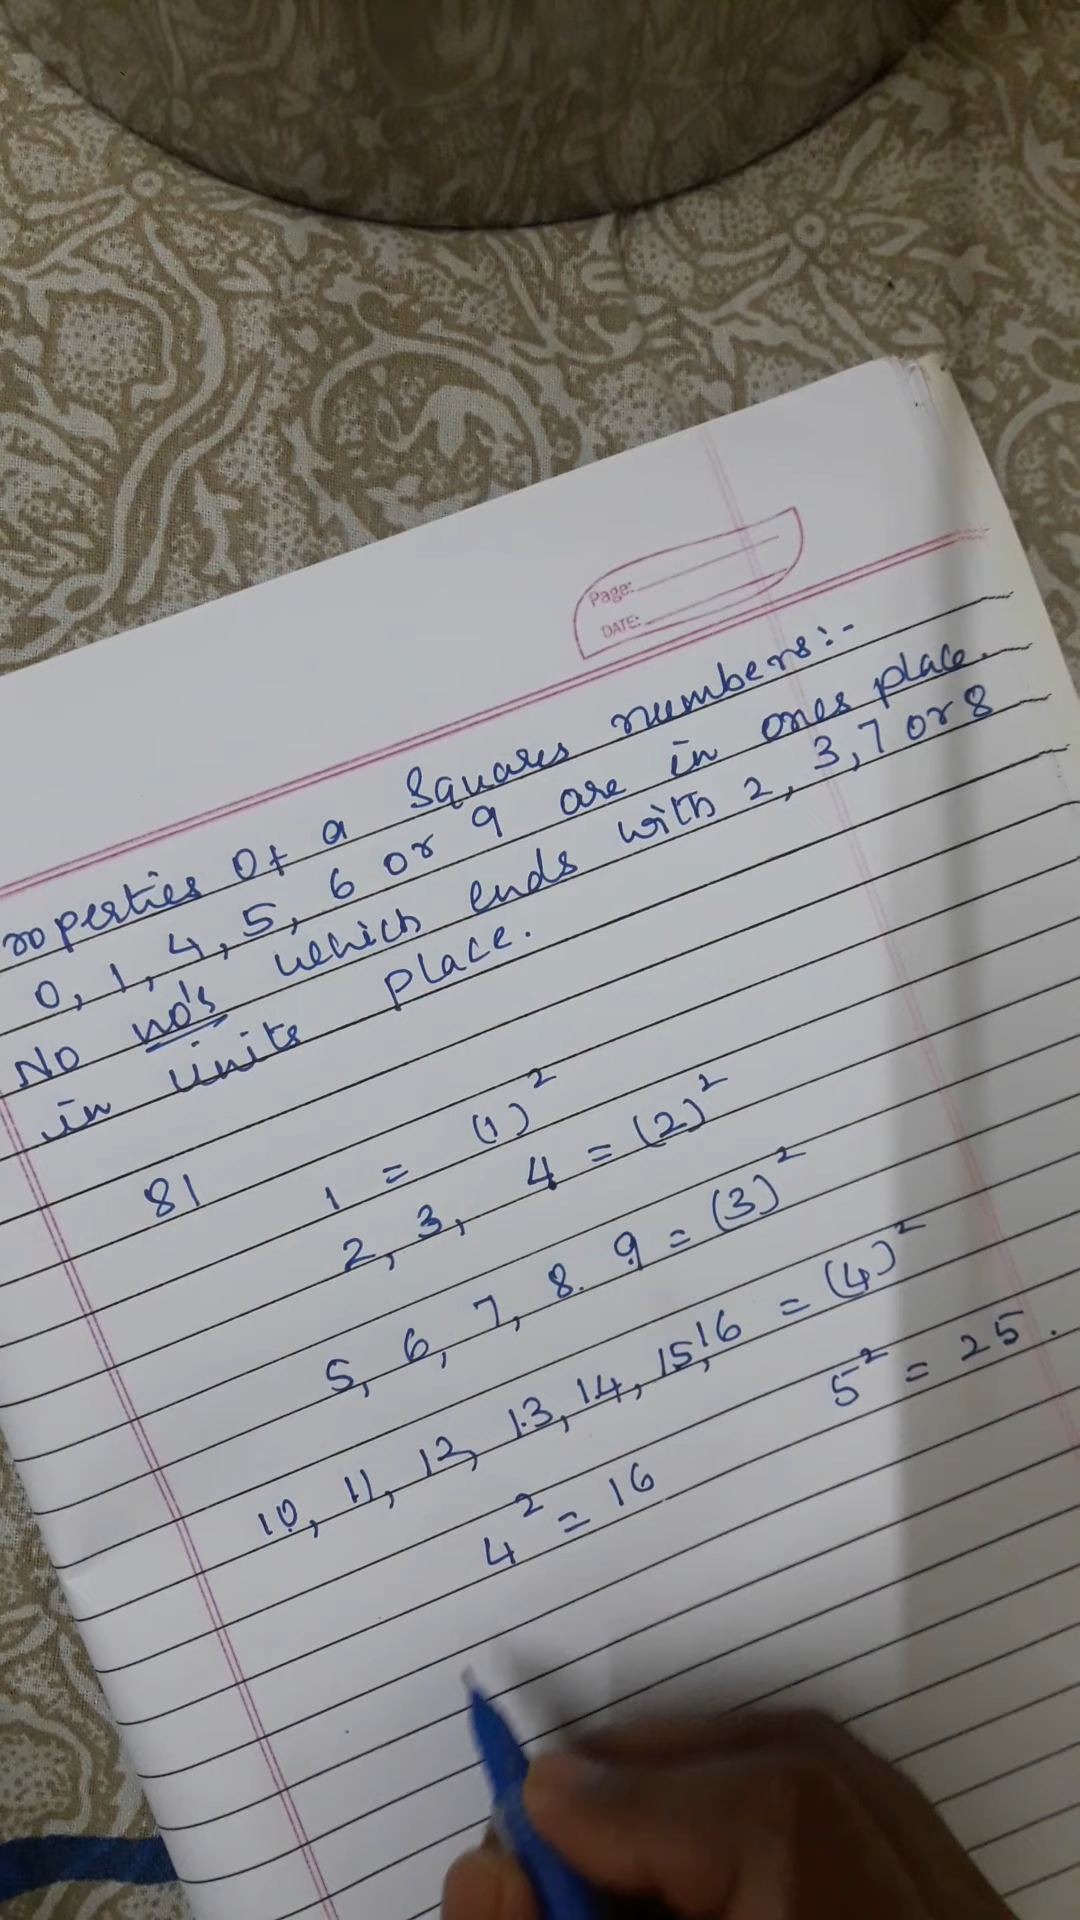 Page:
DATE:
roperties Of a Squares numbers:-
0, 1, 4, 5, 6 or 9 are in ones place.
No no's which ends with 2, 3, 7 or 8
in units place.
81 1 = (1)²
2, 3, 4 = (2)²
5, 6, 7, 8. 9 = (3)²
10, 11, 12, 13, 14, 15, 16 = (4)²
4² = 16 5² = 25.